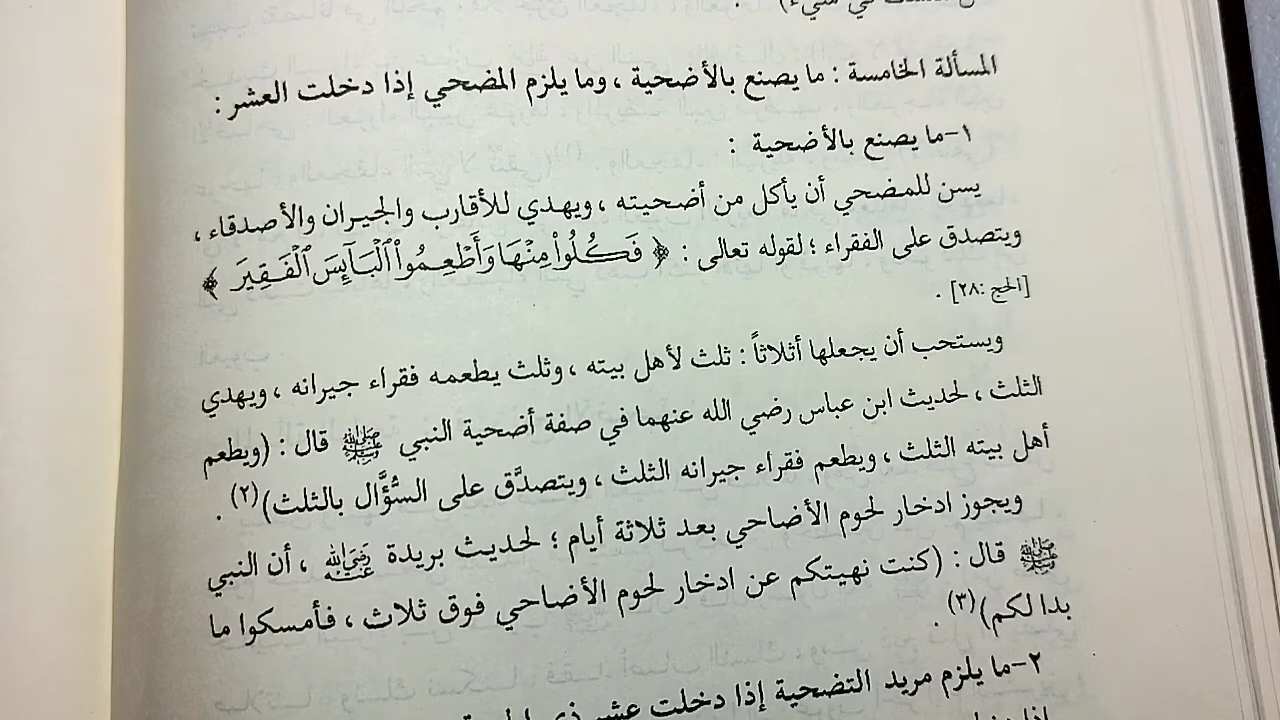 في شيء) .
المسألة الخامسة : ما يصنع بالأضحية ، وما يلزم المضحي إذا دخلت العشر :
١-ما يصنع بالأضحية :
يسن للمضحي أن يأكل من أضحيته ، ويهدي للأقارب والجيران والأصدقاء ،
ويتصدق على الفقراء ؛ لقوله تعالى : ﴿ فَكُلُواْ مِنْهَا وَأَطْعِمُواْ ٱلْبَآئِسَ ٱلْفَقِيرَ ﴾
[الحج :٢٨] .
ويستحب أن يجعلها أثلاثاً : ثلث لأهل بيته ، وثلث يطعمه فقراء جيرانه ، ويهدي
الثلث ، لحديث ابن عباس رضي الله عنهما في صفة أضحية النبي ﷺ قال : (ويطعم
أهل بيته الثلث ، ويطعم فقراء جيرانه الثلث ، ويتصدَّق على السُّؤَّال بالثلث)(٢) .
ويجوز ادخار لحوم الأضاحي بعد ثلاثة أيام ؛ لحديث بريدة رَضَِيَ اللهُ عَنْهُ ، أن النبي
ﷺ قال : (كنت نهيتكم عن ادخار لحوم الأضاحي فوق ثلاث ، فأمسكوا ما
بدا لكم)(٣) .
٢-ما يلزم مريد التضحية إذا دخلت عشر ذي